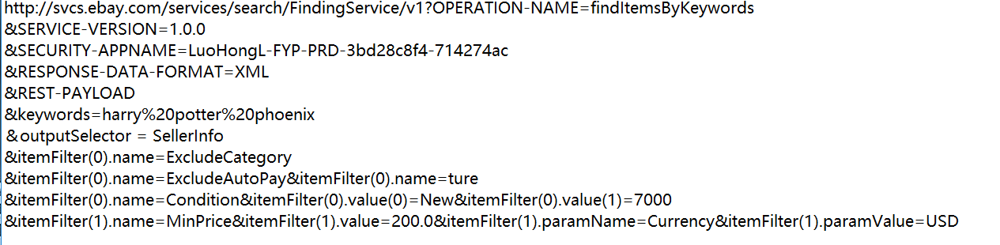 http://svcs.ebay.com/services/search/FindingService/v1?OPERATION-NAME=findItemsByKeywords
&SERVICE-VERSION=1.0.0
&SECURITY-APPNAME=LuoHongL-FYP-PRD-3bd28c8f4-714274ac
&RESPONSE-DATA-FORMAT=XML
&REST-PAYLOAD
&keywords=harry%20potter%20phoenix
&outputSelector = SellerInfo
&itemFilter(0).name=ExcludeCategory
&itemFilter(0).name=ExcludeAutoPay&itemFilter(0).name=ture
&itemFilter(0).name=Condition&itemFilter(0).value(0)=New&itemFilter(0).value(1)=7000
&itemFilter(1).name=MinPrice&itemFilter(1).value=200.0&itemFilter(1).paramName=Currency&itemFilter(1).paramValue=USD